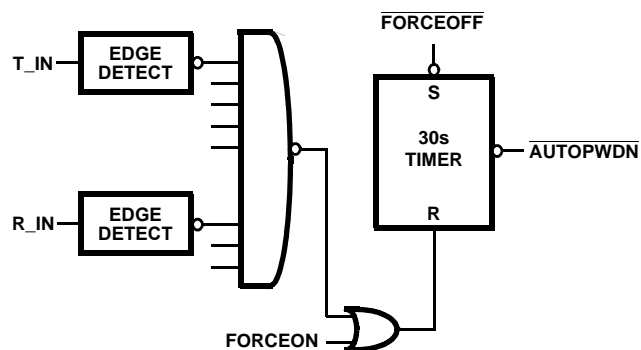 FORCEOFF
T_IN
EDGE
DETECT
S
30s
TIMER
AUTOPWDN
R_IN
EDGE
DETECT
R
FORCEON